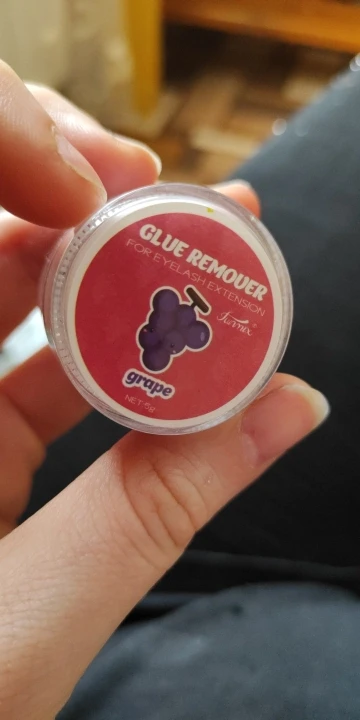 GLUE REMOVER
FOR EYELASH EXTENSION
grape
NET:5g